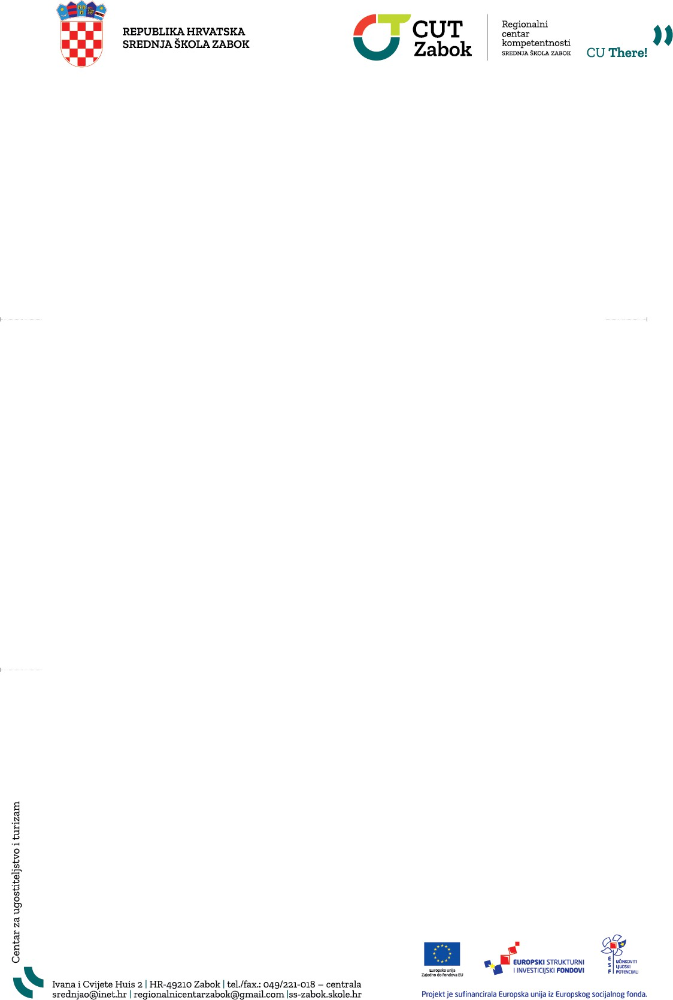 REPUBLIKA HRVATSKA
SREDNJA ŠKOLA ZABOK
CUT
Zabok
Regionalni
centar
kompetentnosti
SREDNJA ŠKOLA ZABOK
CU There!
Centar za ugostiteljstvo i turizam
Europska unija
Zajedno do fondova EU
EUROPSKI STRUKTURNI
I INVESTICIJSKI FONDOVI
ESF
UČINKOVITI
LJUDSKI
POTENCIJALI
Ivana i Cvijete Huis 2 | HR-49210 Zabok | tel./fax.: 049/221-018 – centrala
srednjao@inet.hr | regionalnicentarzabok@gmail.com |ss-zabok.skole.hr
Projekt je sufinancirala Europska unija iz Europskog socijalnog fonda.